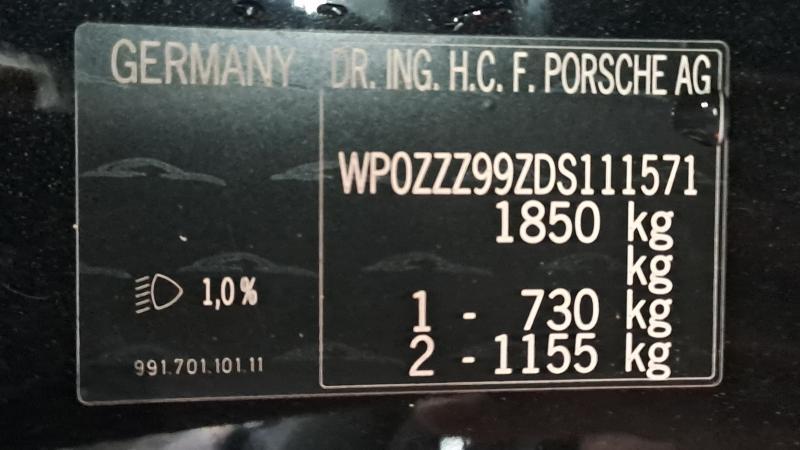 GERMANY
DR. ING. H.C. F. PORSCHE AG
WP0ZZZ99ZDS111571
1850 kg
kg
1 - 730 kg
2 - 1155 kg
1,0%
991.701.101.11